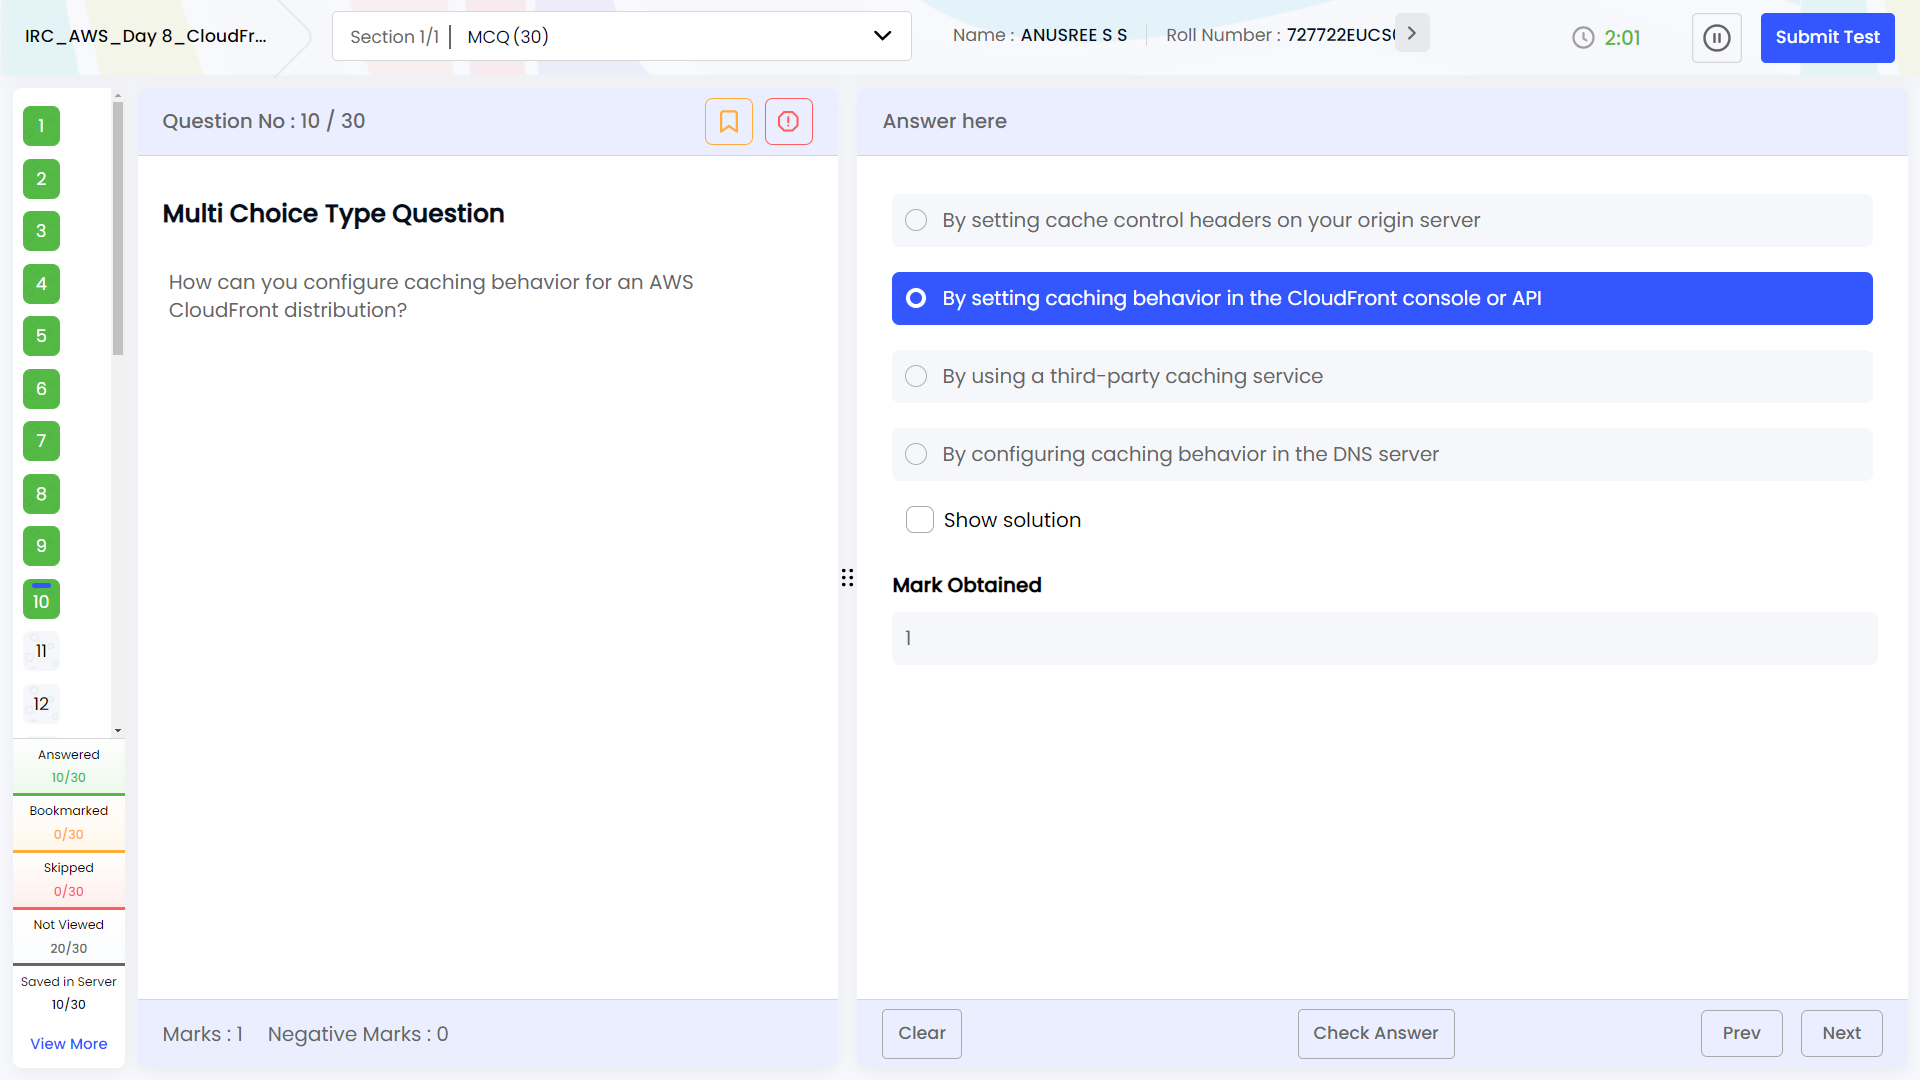 IRC_AWS_Day 8_CloudFr...
Section 1/1 | MCQ (30)
Name : ANUSREE S S
Roll Number : 727722EUCS
2:01
Submit Test
1
2
3
4
5
6
7
8
9
10
11
12
Answered
10/30
Bookmarked
0/30
Skipped
0/30
Not Viewed
20/30
Saved in Server
10/30
View More
Question No : 10 / 30
Multi Choice Type Question
How can you configure caching behavior for an AWS
CloudFront distribution?
Marks : 1
Negative Marks : 0
Answer here
By setting cache control headers on your origin server
By setting caching behavior in the CloudFront console or API
By using a third-party caching service
By configuring caching behavior in the DNS server
Show solution
Mark Obtained
1
Clear
Check Answer
Prev
Next